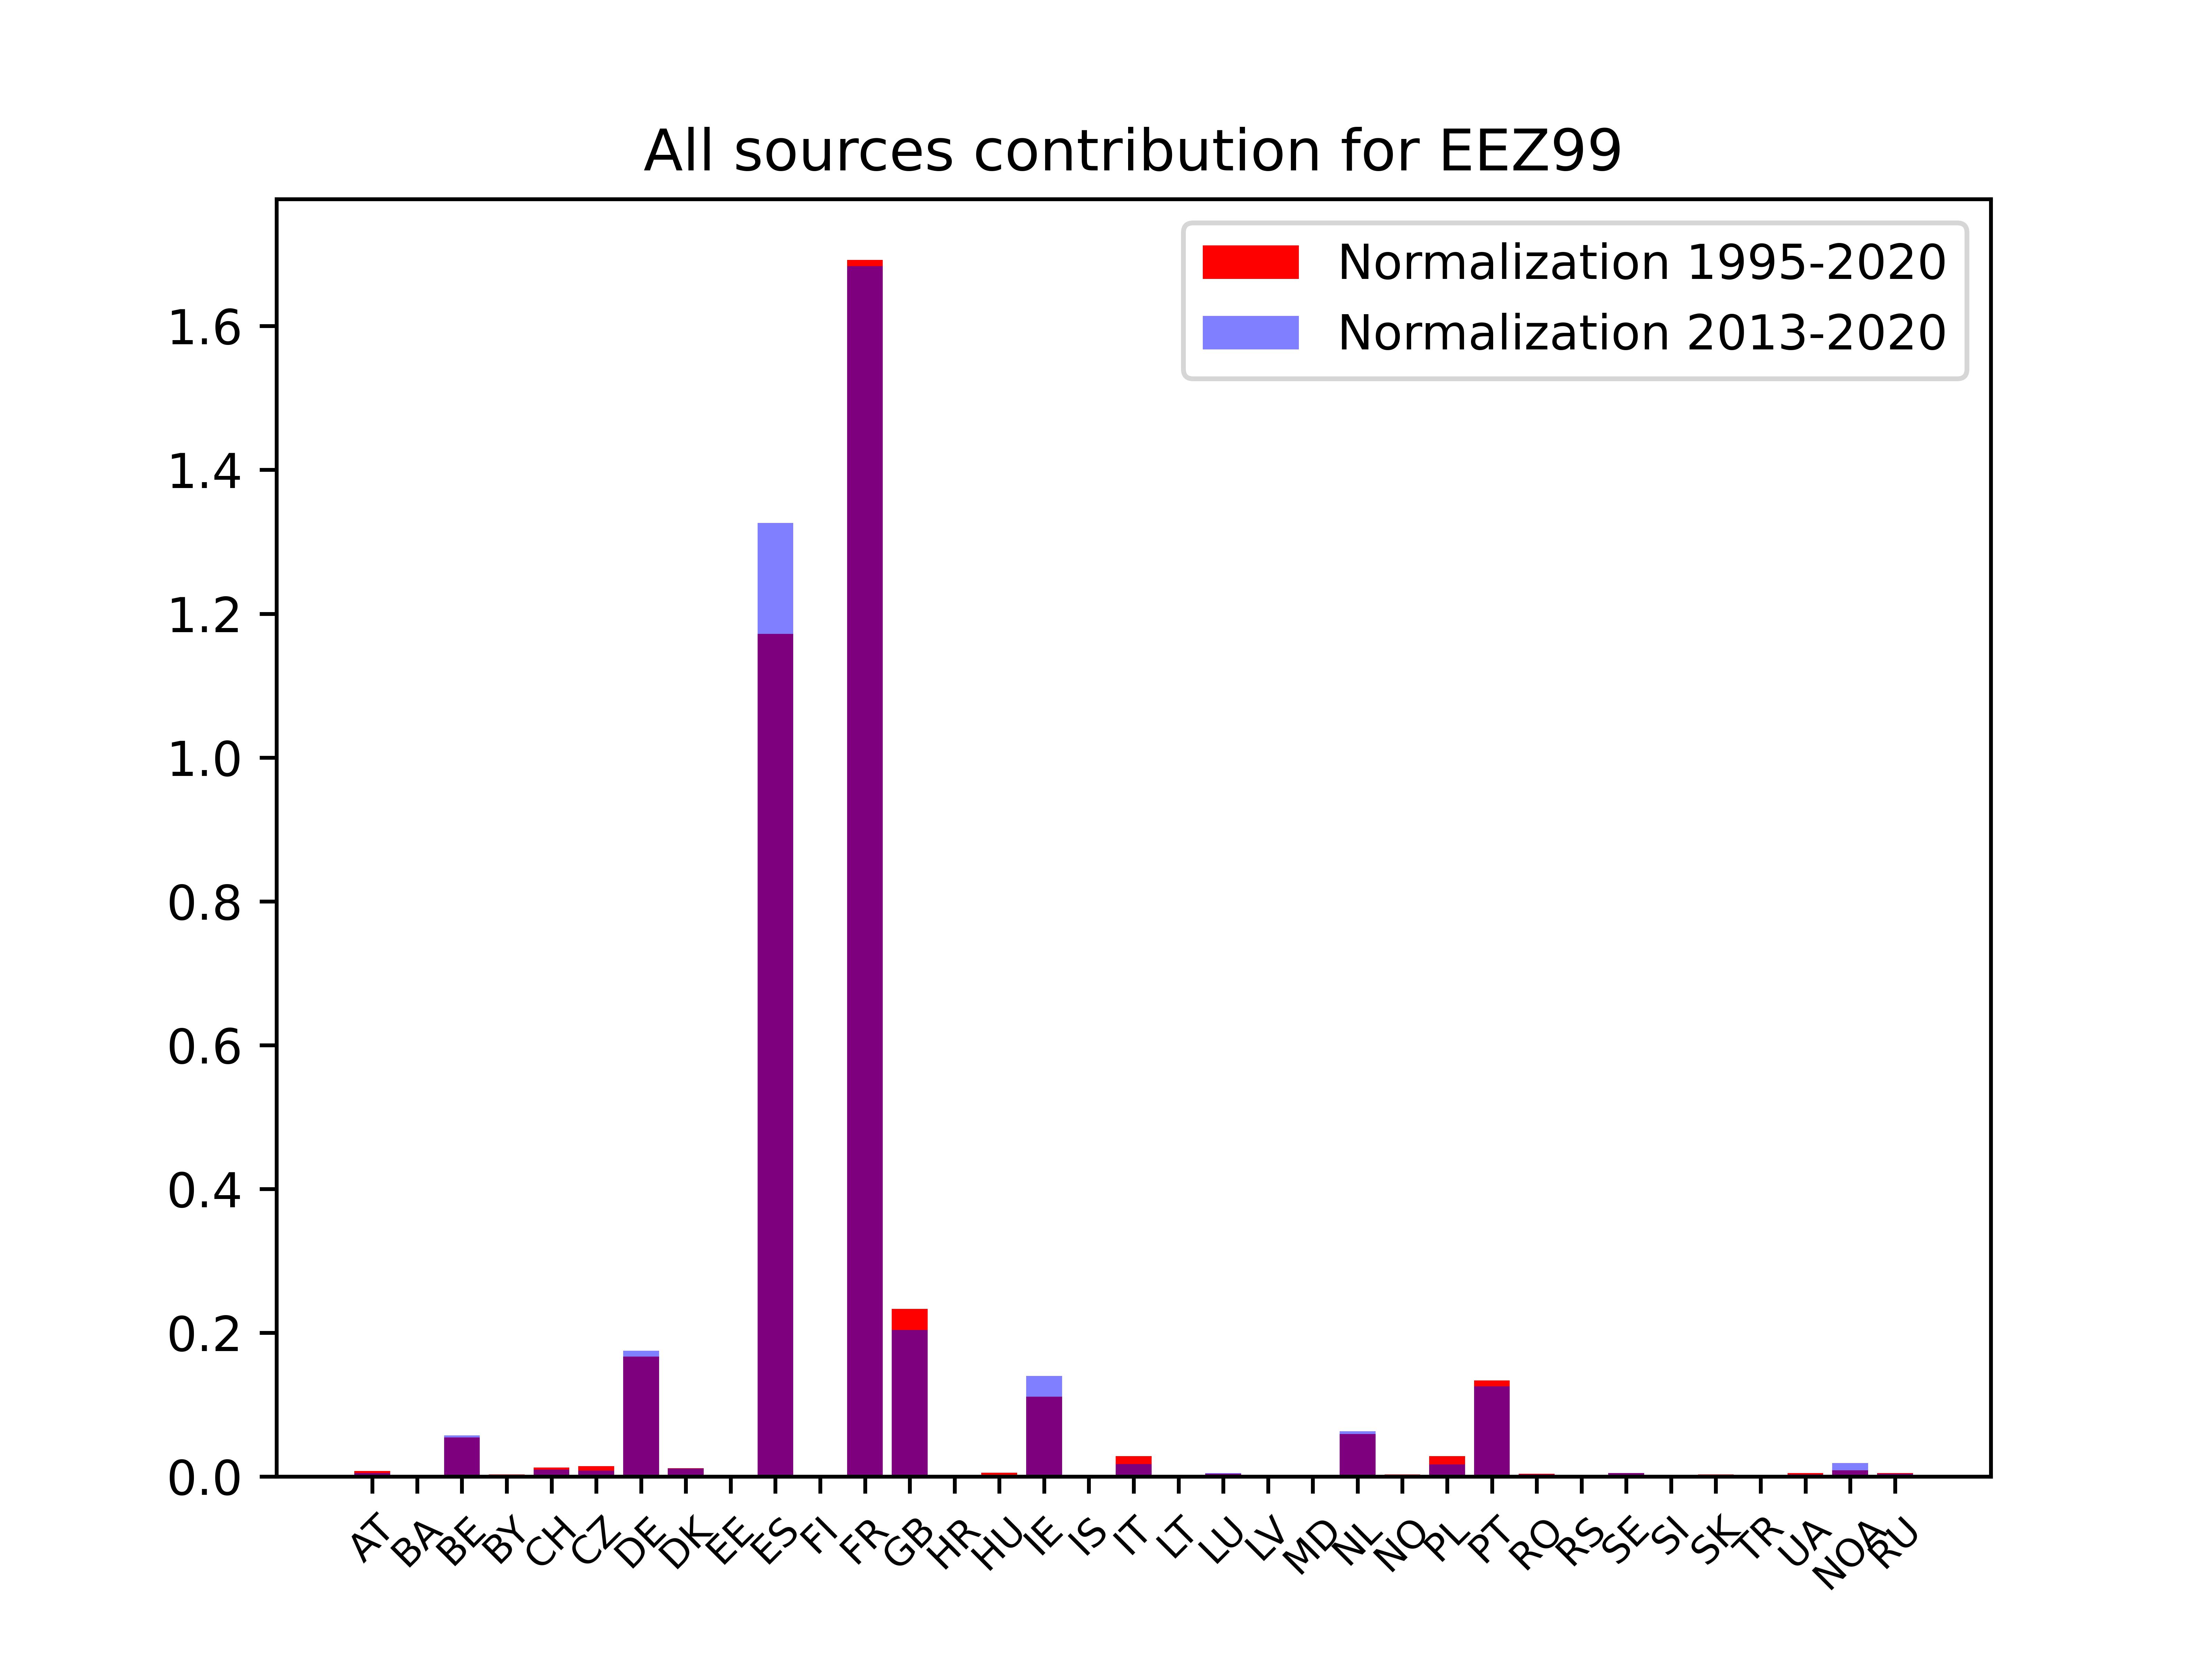 All sources contribution for EEZ99
Normalization 1995-2020
Normalization 2013-2020
1.6
1.4
1.2
1.0
0.8
0.6
0.4
0.2
0.0
AT BA BE BY CH CZ DE DK EE ES FI FR GB HR HU IE IS IT LT LU LV MD NL NO PL PT RO RS SE SI SK TR UA NOA RU